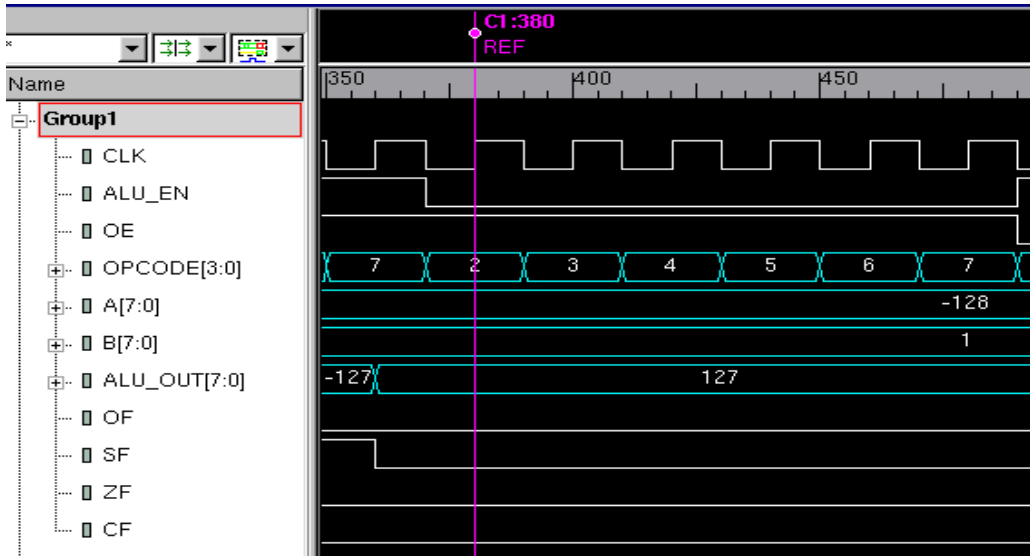 C1:380
REF
*
Name
350 400 450
Group1
CLK
ALU_EN
OE
OPCODE[3:0] 7 2 3 4 5 6 7
A[7:0] -128
B[7:0] 1
ALU_OUT[7:0] -127 127
OF
SF
ZF
CF